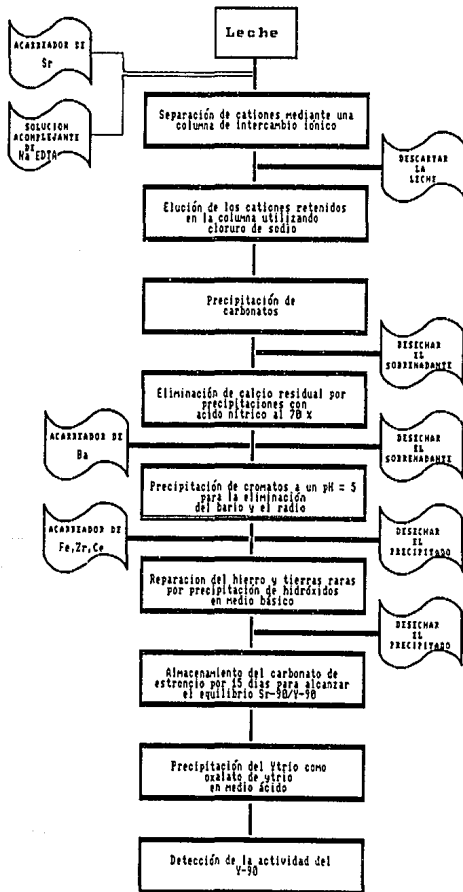 Leche
ACARREADOR DE
Sr
SOLUCION
ACOMPLEJANTE
DE
Na EDTA
Separación de cationes mediante una
columna de intercambio iónico
DESCARTAR
LA
LECHE
Elución de los cationes retenidos
en la columna utilizando
cloruro de sodio
Precipitación de
carbonatos
DESECHAR
EL
SOBRENADANTE
Eliminación de calcio residual por
precipitaciones con
acido nítrico al 70 %
ACARREADOR DE
Ba
DESECHAR
EL
SOBRENADANTE
Precipitación de cromatos a un pH = 5
para la eliminación
del bario y el radio
ACARREADOR DE
Fe,Zr,Ce
DESECHAR
EL
PRECIPITADO
Reparacion del hierro y tierras raras
por precipitación de hidróxidos
en medio básico
DESECHAR
EL
PRECIPITADO
Almacenamiento del carbonato de
estroncio por 15 dias para alcanzar
el equilibrio Sr-90/Y-90
Precipitación del Ytrio como
oxalato de ytrio
en medio ácido
Detección de la actividad del
Y-90